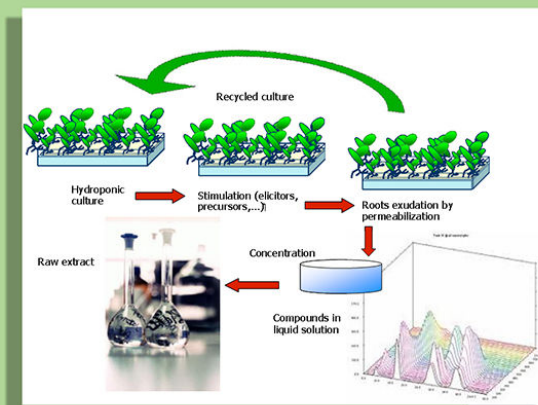 Recycled culture
Hydroponic
culture
Stimulation (elicitors,
precursors,...)
Roots exudation by
permeabilization
Concentration
Raw extract
Compounds in
liquid solution